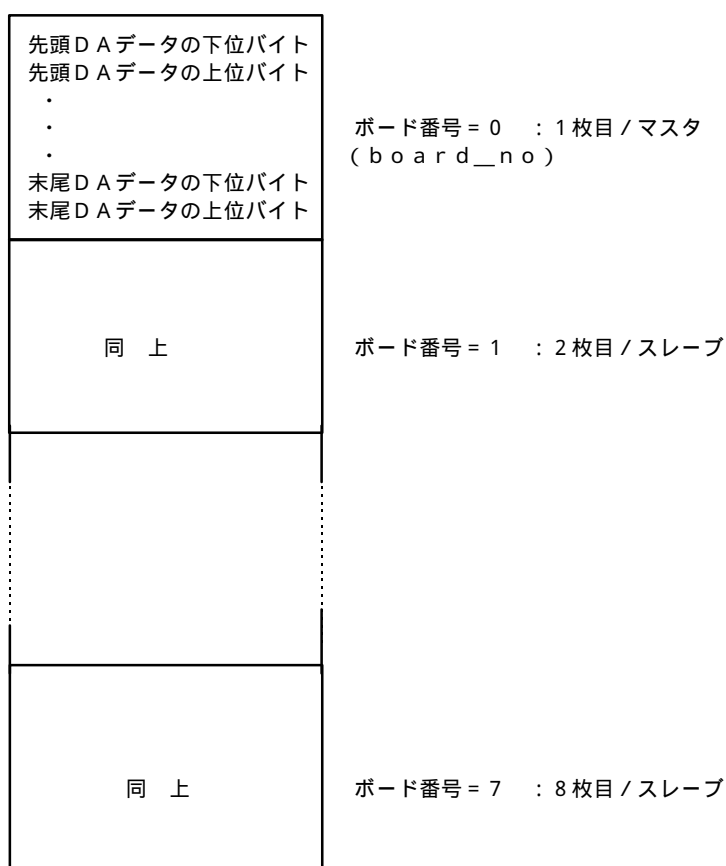 先頭ＤＡデータの下位バイト
先頭ＤＡデータの上位バイト
・
・
・
末尾ＤＡデータの下位バイト
末尾ＤＡデータの上位バイト
ボード番号 = ０　：１枚目 / マスタ
(ｂｏａｒｄ＿ｎｏ)
同　上
ボード番号 = １　：２枚目 / スレーブ
同　上
ボード番号 = ７　：８枚目 / スレーブ